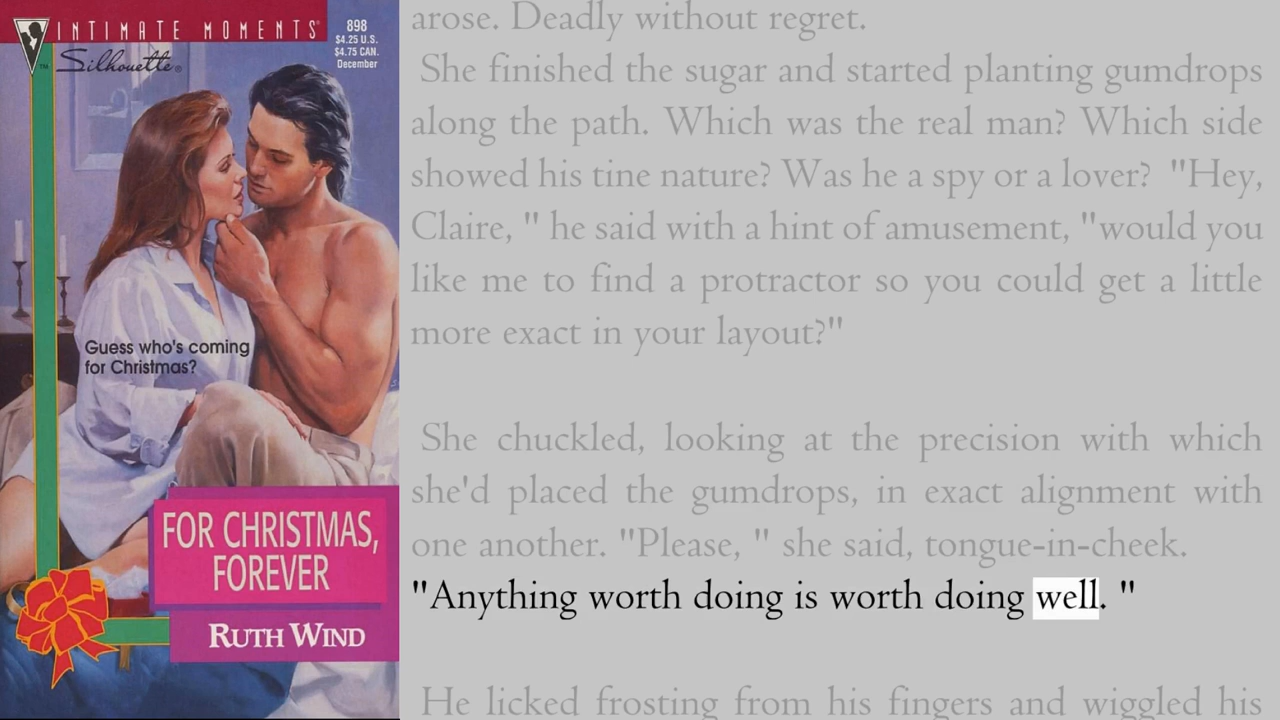 INTIMATE MOMENTS®
Silhouette®
TM
898
$4.25 U.S.
$4.75 CAN.
December
Guess who's coming
for Christmas?
FOR CHRISTMAS,
FOREVER
RUTH WIND
arose. Deadly without regret.
She finished the sugar and started planting gumdrops
along the path. Which was the real man? Which side
showed his tine nature? Was he a spy or a lover? "Hey,
Claire, " he said with a hint of amusement, "would you
like me to find a protractor so you could get a little
more exact in your layout?"
She chuckled, looking at the precision with which
she'd placed the gumdrops, in exact alignment with
one another. "Please, " she said, tongue-in-cheek.
"Anything worth doing is worth doing well. "
He licked frosting from his fingers and wiggled his